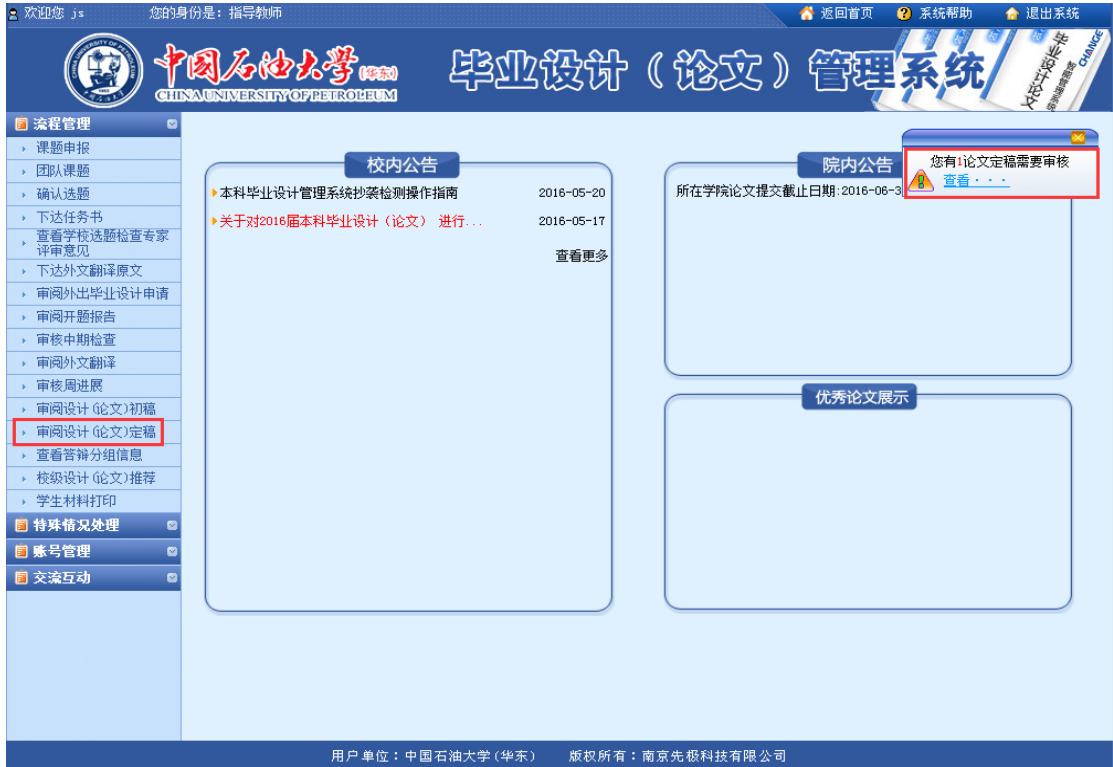 欢迎您 js 您的身份是：指导教师 返回首页 系统帮助 退出系统
中国石油大学(华东)
CHINA UNIVERSITY OF PETROLEUM
毕业设计（论文）管理系统
毕业设计论文
智能管理系统
CHANGE
流程管理
课题申报
团队课题
确认选题
下达任务书
查看学校选题检查专家
评审意见
下达外文翻译原文
审阅外出毕业设计申请
审阅开题报告
审核中期检查
审阅外文翻译
审核周进展
审阅设计(论文)初稿
审阅设计(论文)定稿
查看答辩分组信息
校级设计(论文)推荐
学生材料打印
特殊情况处理
账号管理
交流互动
校内公告
本科毕业设计管理系统抄袭检测操作指南 2016-05-20
关于对2016届本科毕业设计（论文） 进行... 2016-05-17
查看更多
院内公告
所在学院论文提交截止日期:2016-06-3
您有1论文定稿需要审核
查看···
优秀论文展示
用户单位：中国石油大学(华东) 版权所有：南京先极科技有限公司